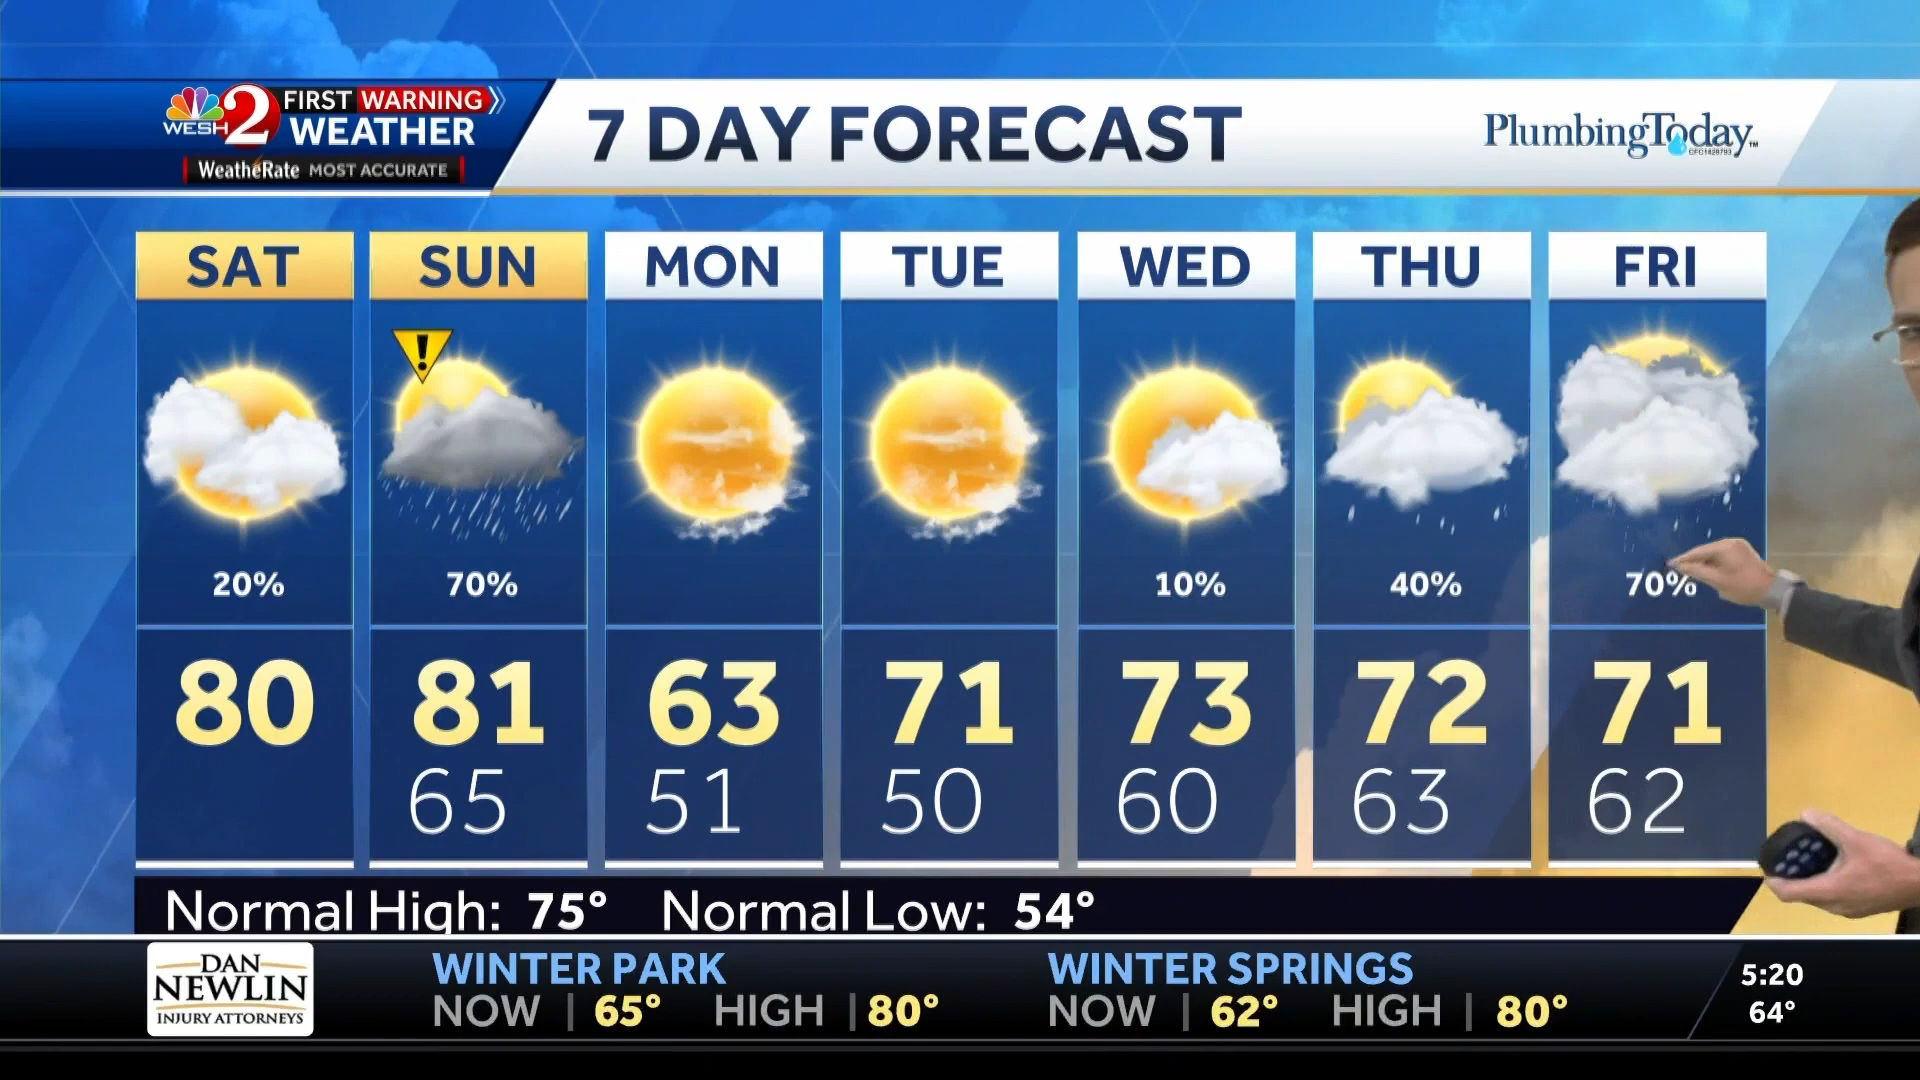 WESH 2 FIRST WARNING
WEATHER
WeatheRate MOST ACCURATE
7 DAY FORECAST
PlumbingToday™
CFC1428793
SAT SUN MON TUE WED THU FRI
!
20% 70% 10% 40% 70%
80 81 63 71 73 72 71
65 51 50 60 63 62
Normal High: 75° Normal Low: 54°
DAN
NEWLIN
INJURY ATTORNEYS
WINTER PARK
NOW | 65° HIGH | 80°
WINTER SPRINGS
NOW | 62° HIGH | 80°
5:20
64°